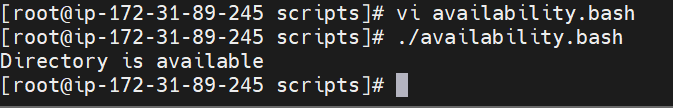 [root@ip-172-31-89-245 scripts]# vi availability.bash
[root@ip-172-31-89-245 scripts]# ./availability.bash
Directory is available
[root@ip-172-31-89-245 scripts]#